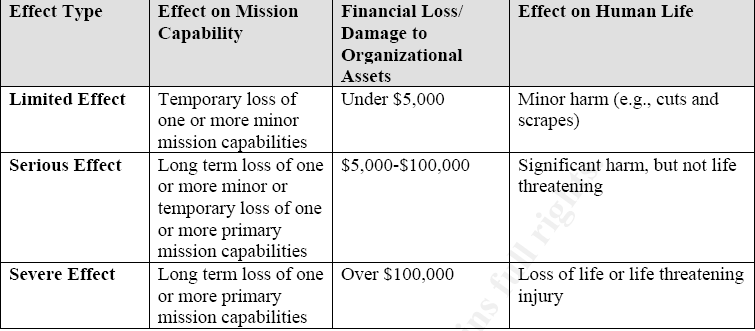 Effect Type
Effect on Mission
Capability
Financial Loss/
Damage to
Organizational
Assets
Effect on Human Life
Limited Effect
Temporary loss of
one or more minor
mission capabilities
Under $5,000
Minor harm (e.g., cuts and
scrapes)
Serious Effect
Long term loss of one
or more minor or
temporary loss of one
or more primary
mission capabilities
$5,000-$100,000
Significant harm, but not life
threatening
Severe Effect
Long term loss of one
or more primary
mission capabilities
Over $100,000
Loss of life or life threatening
injury
full